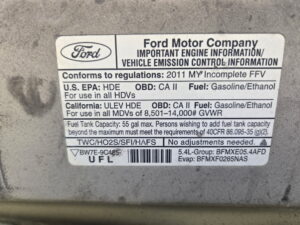 Ford
Ford Motor Company
IMPORTANT ENGINE INFORMATION/
VEHICLE EMISSION CONTROL INFORMATION
Conforms to regulations: 2011 MY Incomplete FFV
U.S. EPA: HDE OBD: CA II Fuel: Gasoline/Ethanol
For use in all HDVs
California: ULEV HDE OBD: CA II Fuel: Gasoline/Ethanol
For use in all MDVs of 8,501-14,000# GVWR
Fuel Tank Capacity: 55 gal max. Persons wishing to add fuel tank capacity
beyond the maximum must meet the requirements of 40CFR 86.095-35 (g)(2).
TWC/HO2S/SFI/HAFS No adjustments needed.
UFL
5.4L-Group: BFMXE05.4AFD
Evap: BFMXF0265NAS